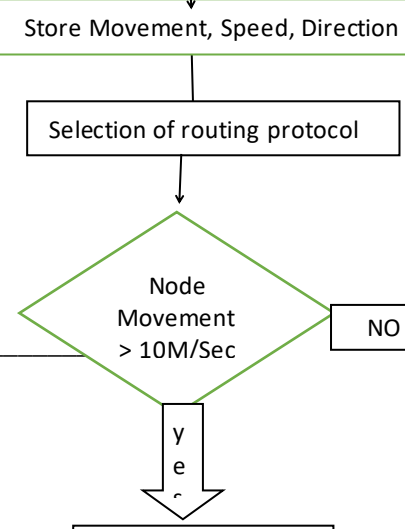 Store Movement, Speed, Direction
Selection of routing protocol
Node
Movement
> 10M/Sec
NO
y
e
s